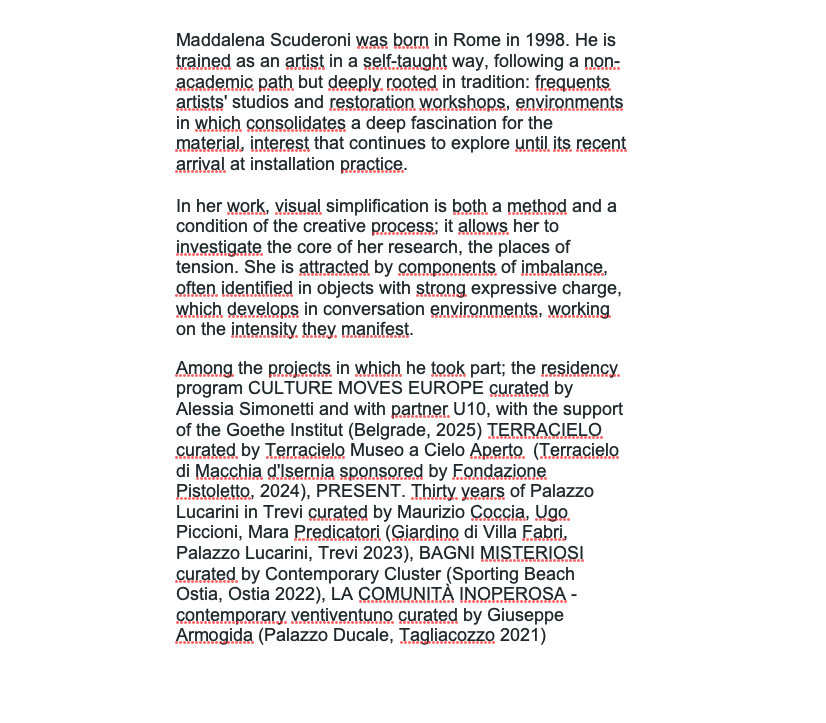 Maddalena Scuderoni was born in Rome in 1998. He is
trained as an artist in a self-taught way, following a non-
academic path but deeply rooted in tradition: frequents
artists' studios and restoration workshops, environments
in which consolidates a deep fascination for the
material, interest that continues to explore until its recent
arrival at installation practice.

In her work, visual simplification is both a method and a
condition of the creative process; it allows her to
investigate the core of her research, the places of
tension. She is attracted by components of imbalance,
often identified in objects with strong expressive charge,
which develops in conversation environments, working
on the intensity they manifest.

Among the projects in which he took part; the residency
program CULTURE MOVES EUROPE curated by
Alessia Simonetti and with partner U10, with the support
of the Goethe Institut (Belgrade, 2025) TERRACIELO
curated by Terracielo Museo a Cielo Aperto  (Terracielo
di Macchia d'Isernia sponsored by Fondazione
Pistoletto, 2024), PRESENT. Thirty years of Palazzo
Lucarini in Trevi curated by Maurizio Coccia, Ugo
Piccioni, Mara Predicatori (Giardino di Villa Fabri,
Palazzo Lucarini, Trevi 2023), BAGNI MISTERIOSI
curated by Contemporary Cluster (Sporting Beach
Ostia, Ostia 2022), LA COMUNITÀ INOPEROSA -
contemporary ventiventuno curated by Giuseppe
Armogida (Palazzo Ducale, Tagliacozzo 2021)